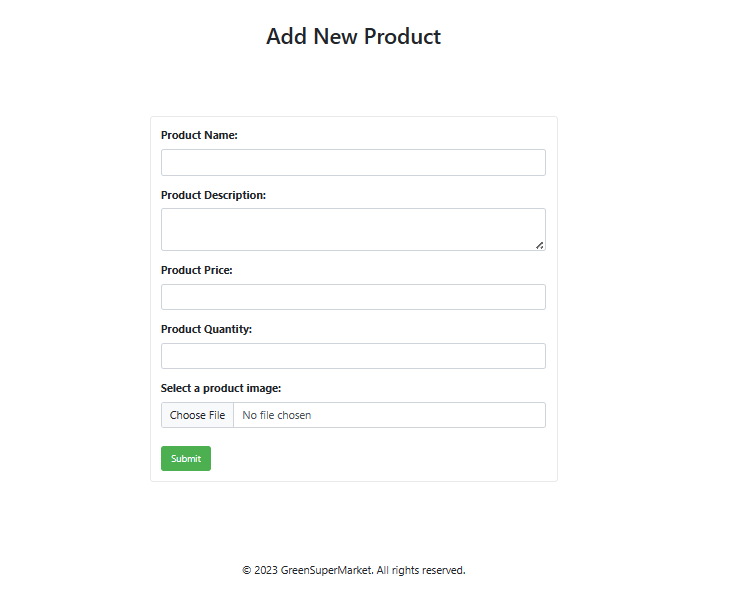 Add New Product
Product Name:
Product Description:
Product Price:
Product Quantity:
Select a product image:
Choose File No file chosen
Submit
© 2023 GreenSuperMarket. All rights reserved.